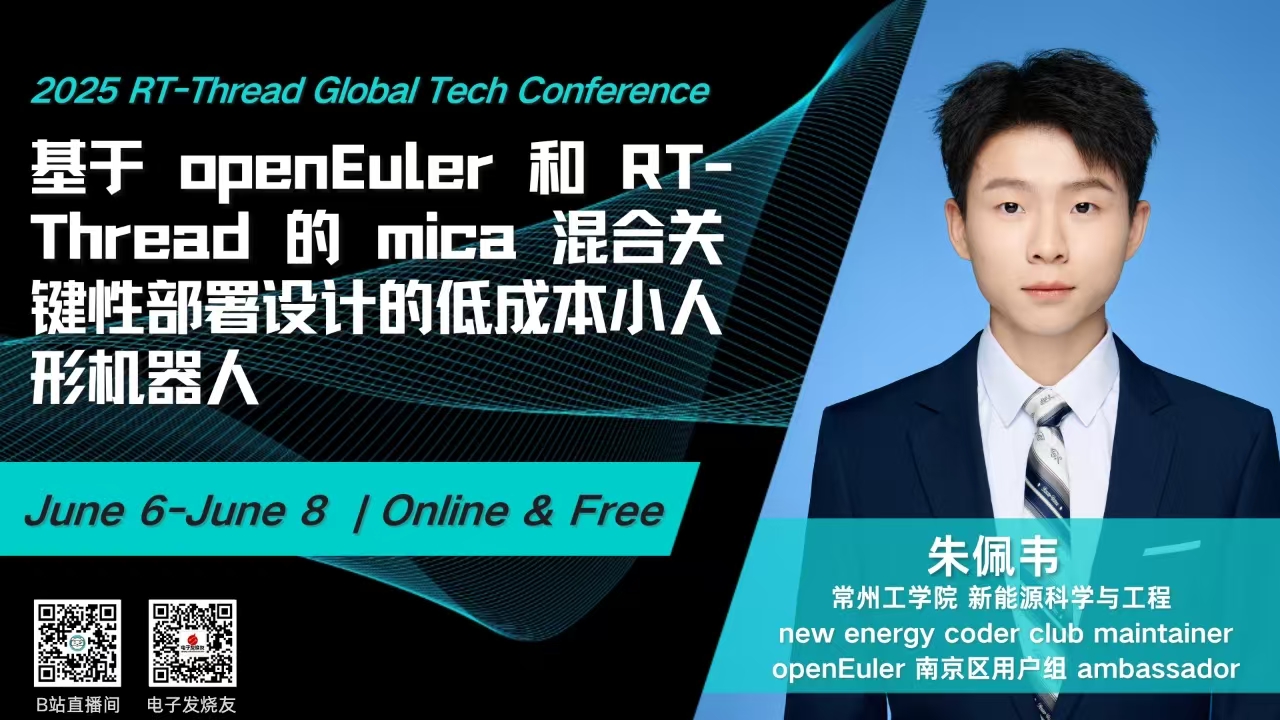 2025 RT-Thread Global Tech Conference
基于 openEuler 和 RT-
Thread 的 mica 混合关
键性部署设计的低成本小人
形机器人
June 6-June 8 | Online & Free
B站直播间
电子发烧友
朱佩韦
常州工学院 新能源科学与工程
new energy coder club maintainer
openEuler 南京区用户组 ambassador